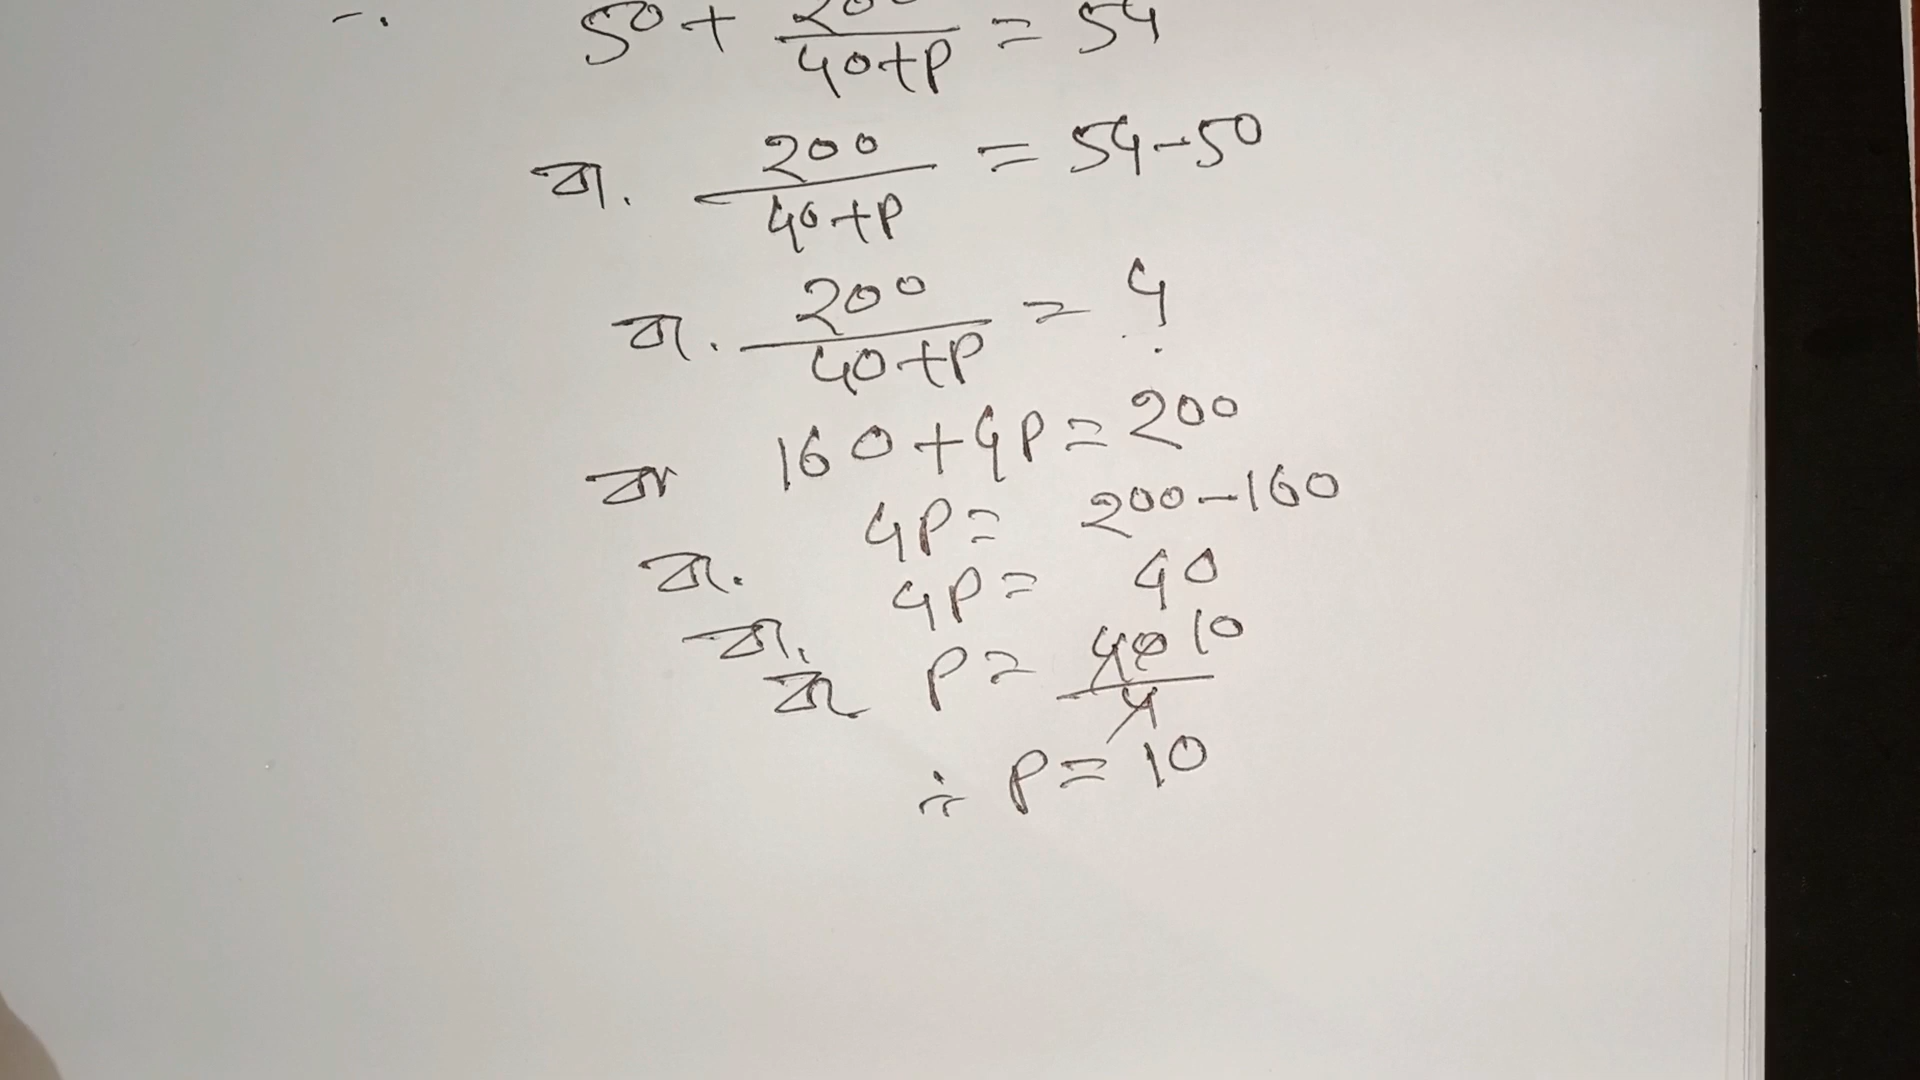 ∴ 50 + 200/40+P = 54
বা. 200/40+P = 54-50
বা. 200/40+P = 4
বা 160+4P = 200
বা. 4P = 200-160
বা. 4P = 40
বা P = 40/4 10
∴ P = 10